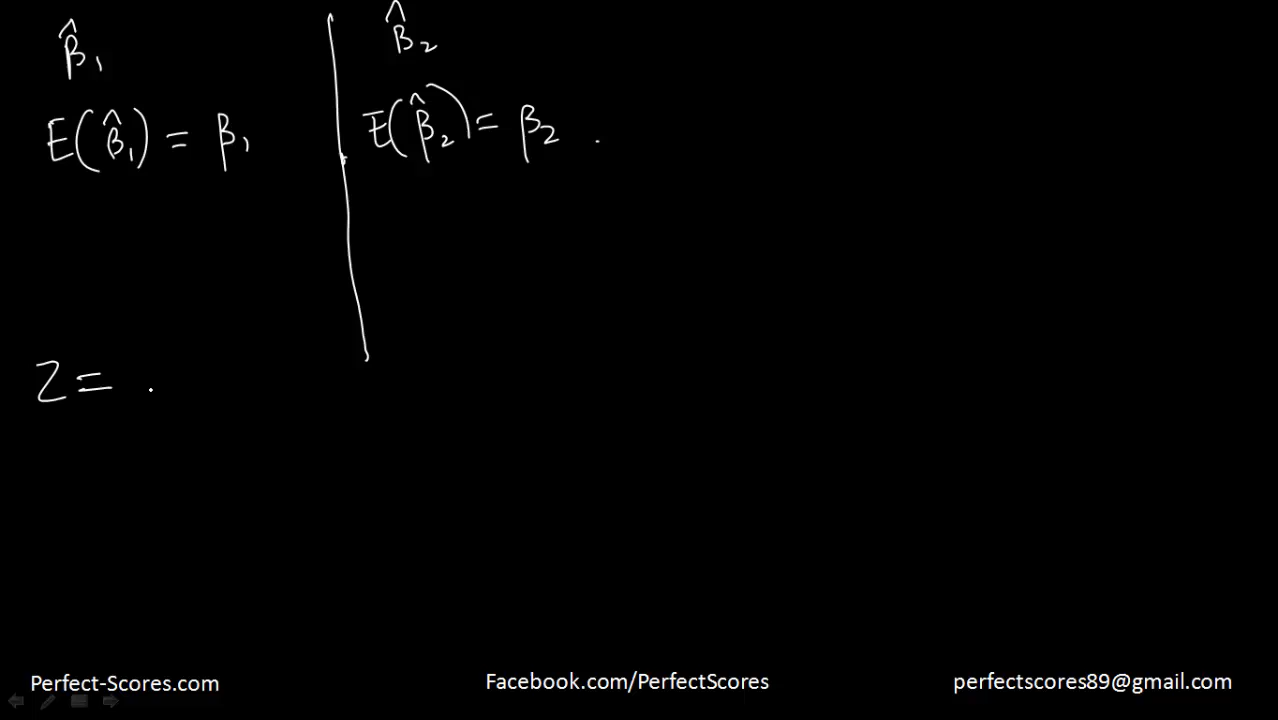 β̂₁
E(β̂₁) = β₁
β̂₂
E(β̂₂) = β₂ .
Z = .
Perfect-Scores.com
Facebook.com/PerfectScores
perfectscores89@gmail.com